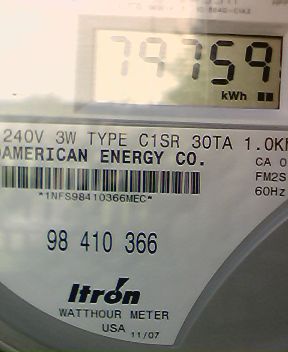 79759
kWh
240V 3W TYPE C1SR 30TA 1.0K
AMERICAN ENERGY CO. CA 0
FM2S
*1NFS98410366MEC* 60Hz
98 410 366
Itrón
WATTHOUR METER
USA 11/07